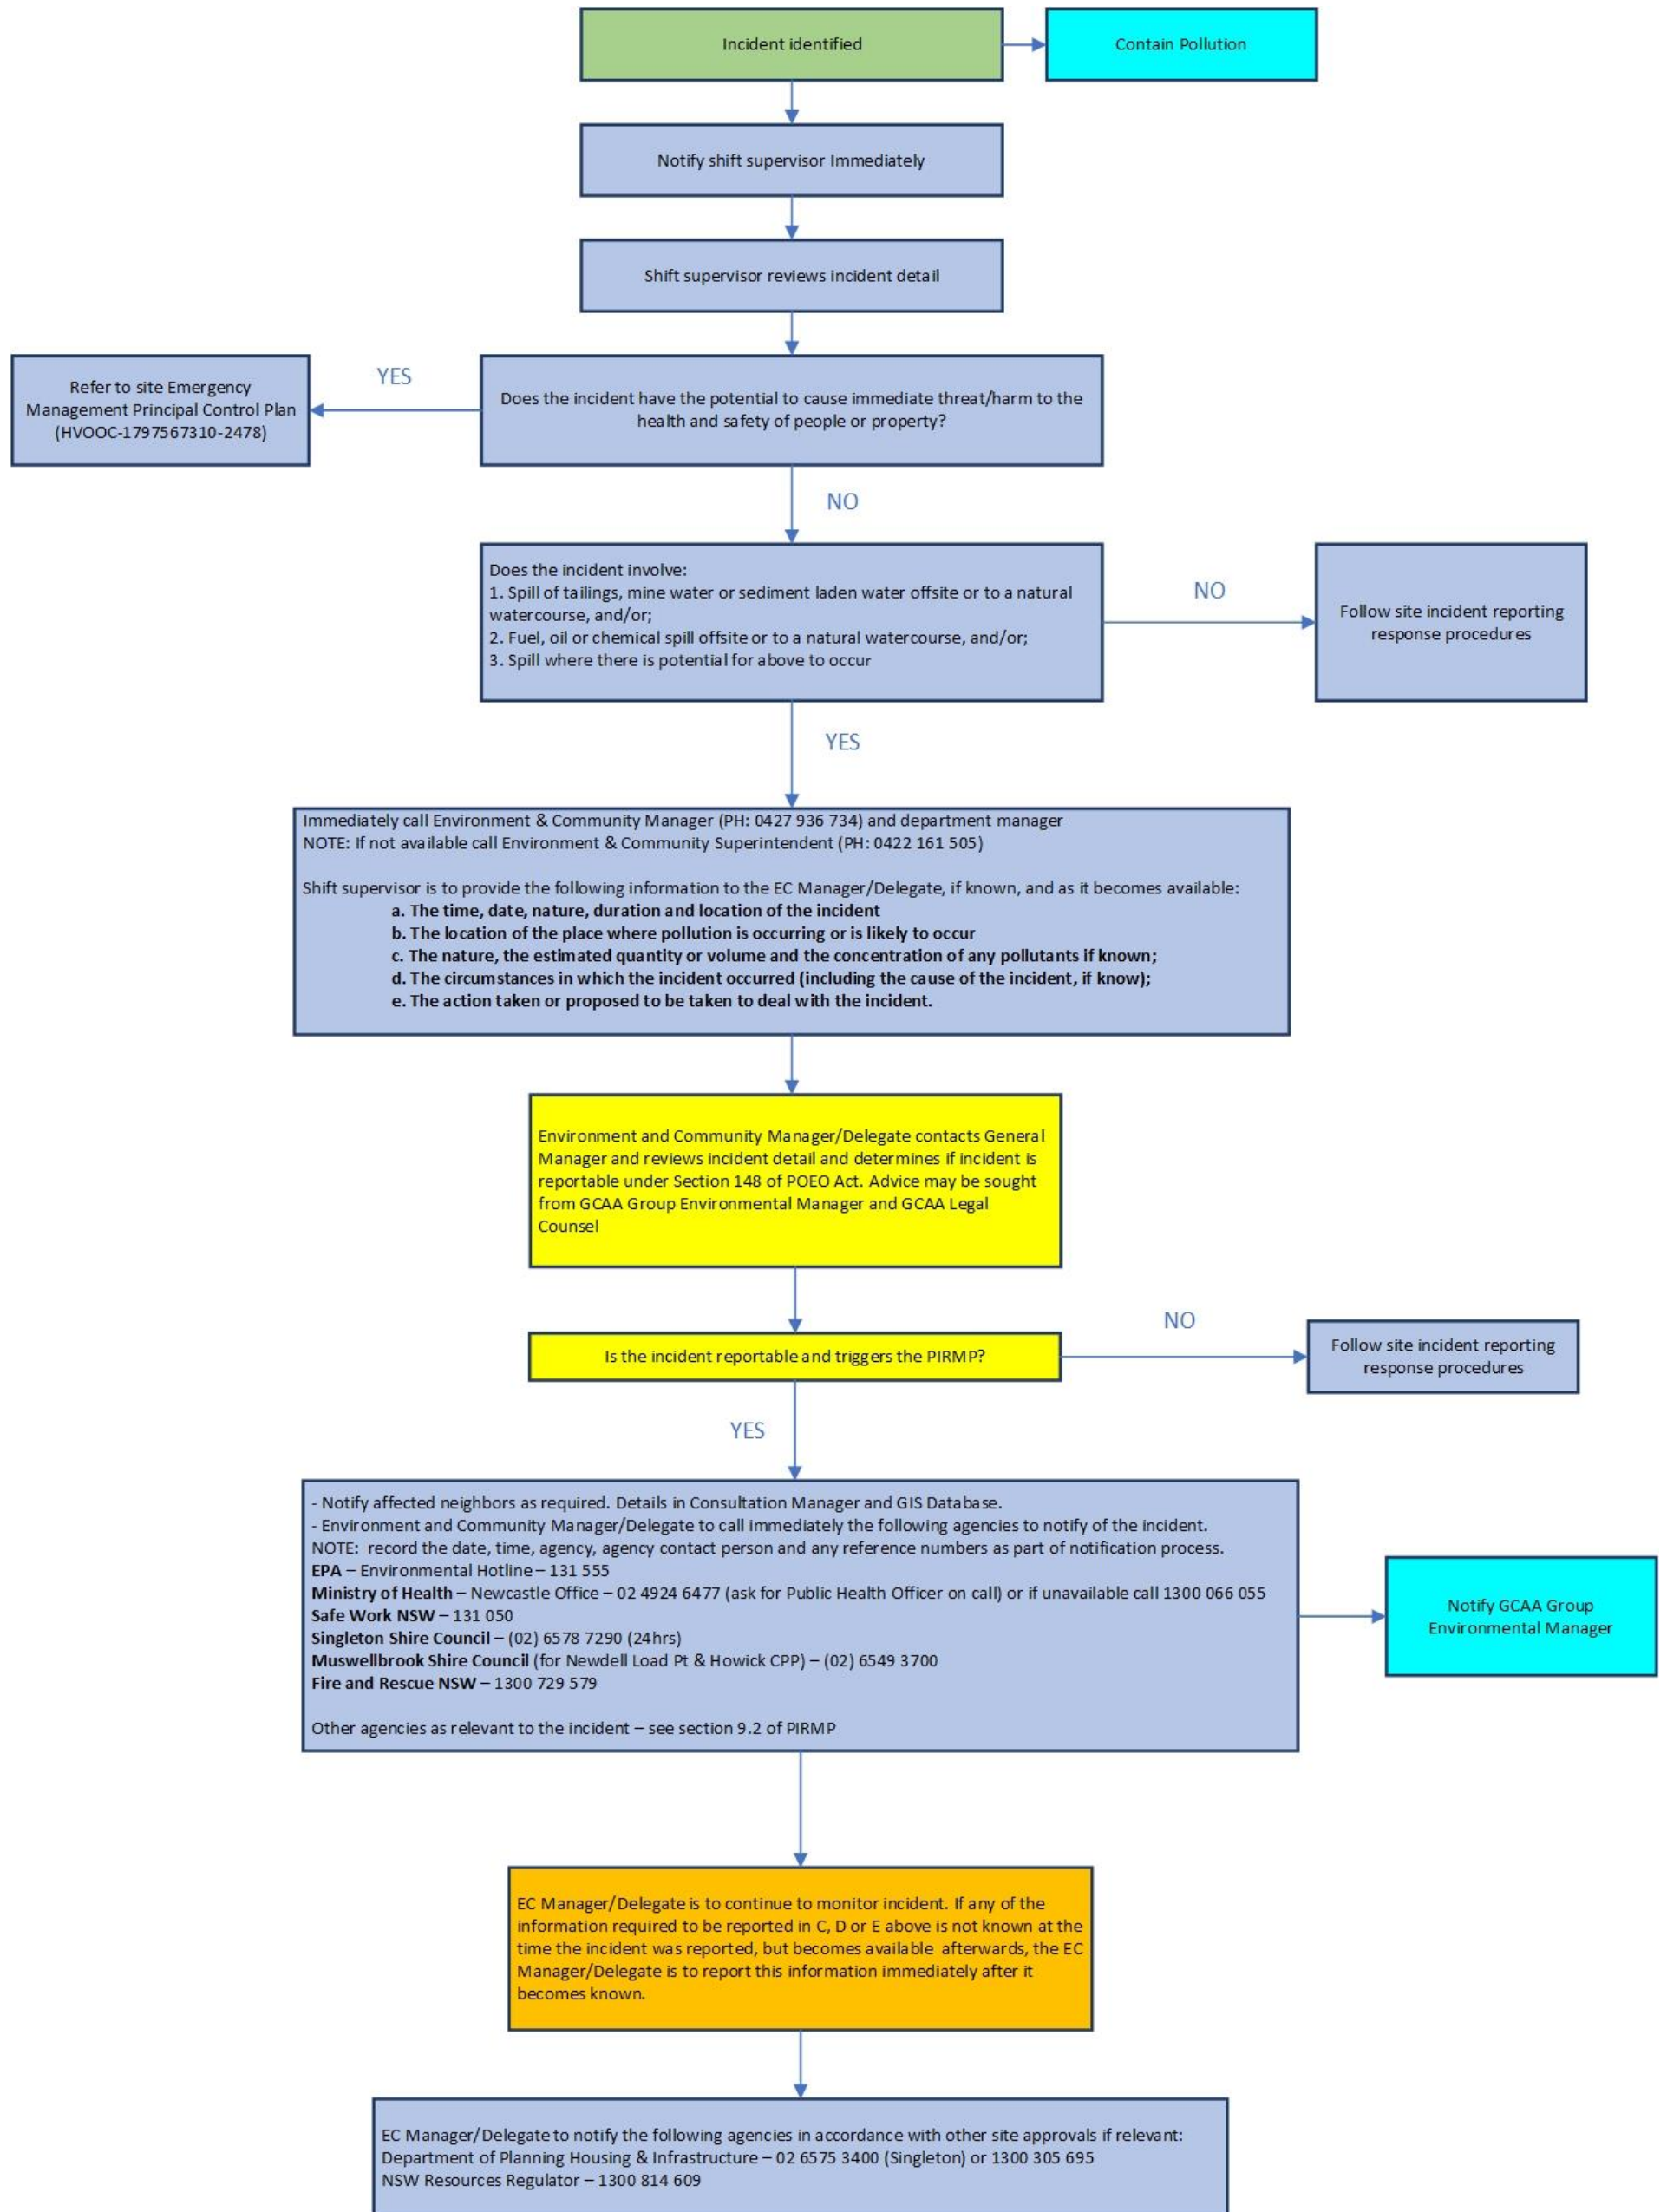 Incident identified
Contain Pollution
Notify shift supervisor Immediately
Shift supervisor reviews incident detail
Refer to site Emergency
Management Principal Control Plan
(HVOOC-1797567310-2478)
YES
Does the incident have the potential to cause immediate threat/harm to the
health and safety of people or property?
NO
Does the incident involve:
1. Spill of tailings, mine water or sediment laden water offsite or to a natural
watercourse, and/or;
2. Fuel, oil or chemical spill offsite or to a natural watercourse, and/or;
3. Spill where there is potential for above to occur
NO
Follow site incident reporting
response procedures
YES
Immediately call Environment & Community Manager (PH: 0427 936 734) and department manager
NOTE: If not available call Environment & Community Superintendent (PH: 0422 161 505)
Shift supervisor is to provide the following information to the EC Manager/Delegate, if known, and as it becomes available:
a. The time, date, nature, duration and location of the incident
b. The location of the place where pollution is occurring or is likely to occur
c. The nature, the estimated quantity or volume and the concentration of any pollutants if known;
d. The circumstances in which the incident occurred (including the cause of the incident, if know);
e. The action taken or proposed to be taken to deal with the incident.
Environment and Community Manager/Delegate contacts General
Manager and reviews incident detail and determines if incident is
reportable under Section 148 of POEO Act. Advice may be sought
from GCAA Group Environmental Manager and GCAA Legal
Counsel
Is the incident reportable and triggers the PIRMP?
NO
Follow site incident reporting
response procedures
YES
- Notify affected neighbors as required. Details in Consultation Manager and GIS Database.
- Environment and Community Manager/Delegate to call immediately the following agencies to notify of the incident.
NOTE: record the date, time, agency, agency contact person and any reference numbers as part of notification process.
EPA – Environmental Hotline – 131 555
Ministry of Health – Newcastle Office – 02 4924 6477 (ask for Public Health Officer on call) or if unavailable call 1300 066 055
Safe Work NSW – 131 050
Singleton Shire Council – (02) 6578 7290 (24hrs)
Muswellbrook Shire Council (for Newdell Load Pt & Howick CPP) – (02) 6549 3700
Fire and Rescue NSW – 1300 729 579
Other agencies as relevant to the incident – see section 9.2 of PIRMP
Notify GCAA Group
Environmental Manager
EC Manager/Delegate is to continue to monitor incident. If any of the
information required to be reported in C, D or E above is not known at the
time the incident was reported, but becomes available afterwards, the EC
Manager/Delegate is to report this information immediately after it
becomes known.
EC Manager/Delegate to notify the following agencies in accordance with other site approvals if relevant:
Department of Planning Housing & Infrastructure – 02 6575 3400 (Singleton) or 1300 305 695
NSW Resources Regulator – 1300 814 609